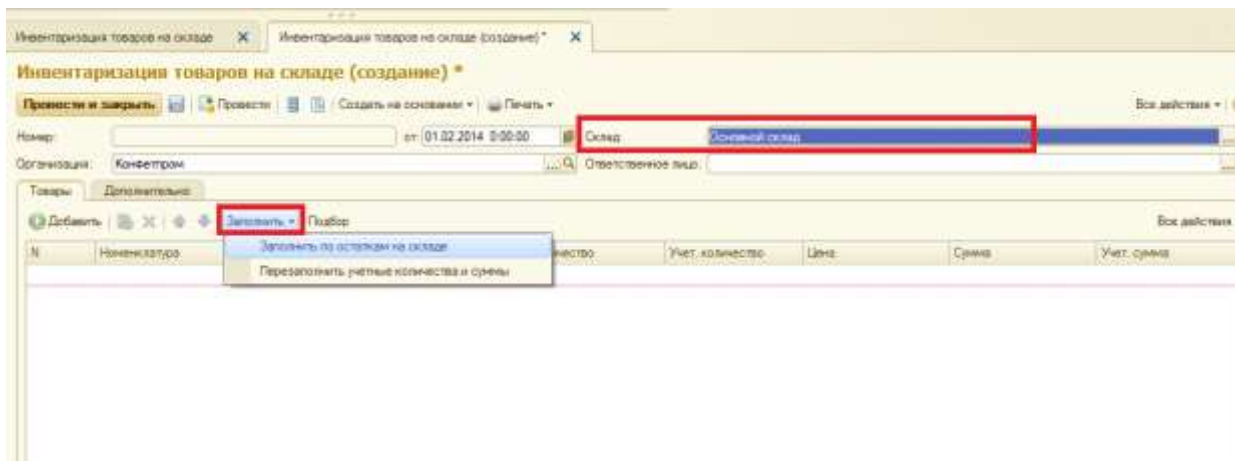 Инвентаризация товаров на складе
Инвентаризация товаров на складе (создание) *
Инвентаризация товаров на складе (создание) *
Провести и закрыть Провести Создать на основании Печать Все действия
Номер: от: 01.02.2014 0:00:00 Склад: Основной склад
Организация: Конфетпром ... Ответственное лицо: ...
Товары Дополнительно
Добавить Заполнить Подбор Все действия
N Номенклатура Учет. количество Цена Сумма Учет. сумма
Заполнить по остаткам на складе
Перезаполнить учетные количества и суммы